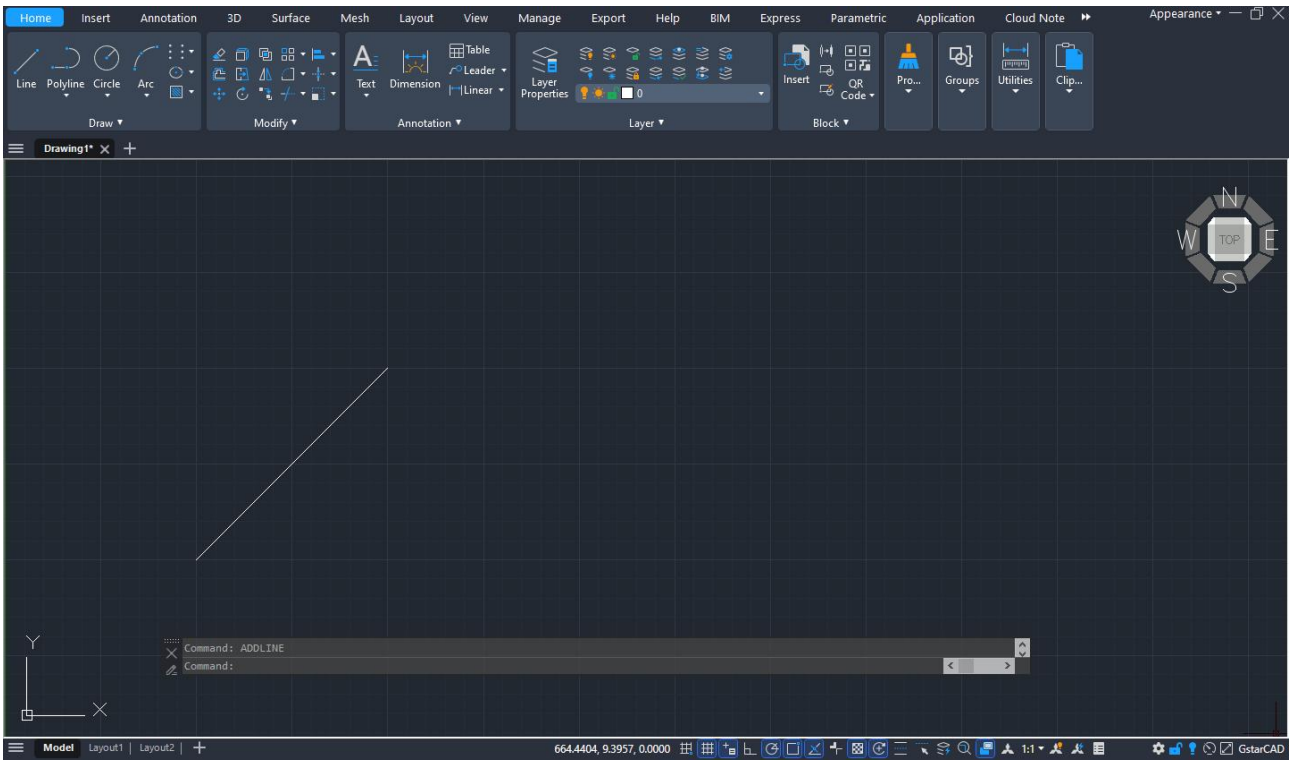 Home Insert Annotation 3D Surface Mesh Layout View Manage Export Help BIM Express Parametric Application Cloud Note Appearance
Line Polyline Circle Arc
Draw
Modify
Text Dimension
Table
Leader
Linear
Annotation
Layer
Properties
0
Layer
Insert
QR
Code
Block
Pro...
Groups
Utilities
Clip...
Drawing1*
N
W TOP E
S
Y
X
Command: ADDLINE
Command:
Model Layout1 | Layout2 |
664.4404, 9.3957, 0.0000
1:1
GstarCAD